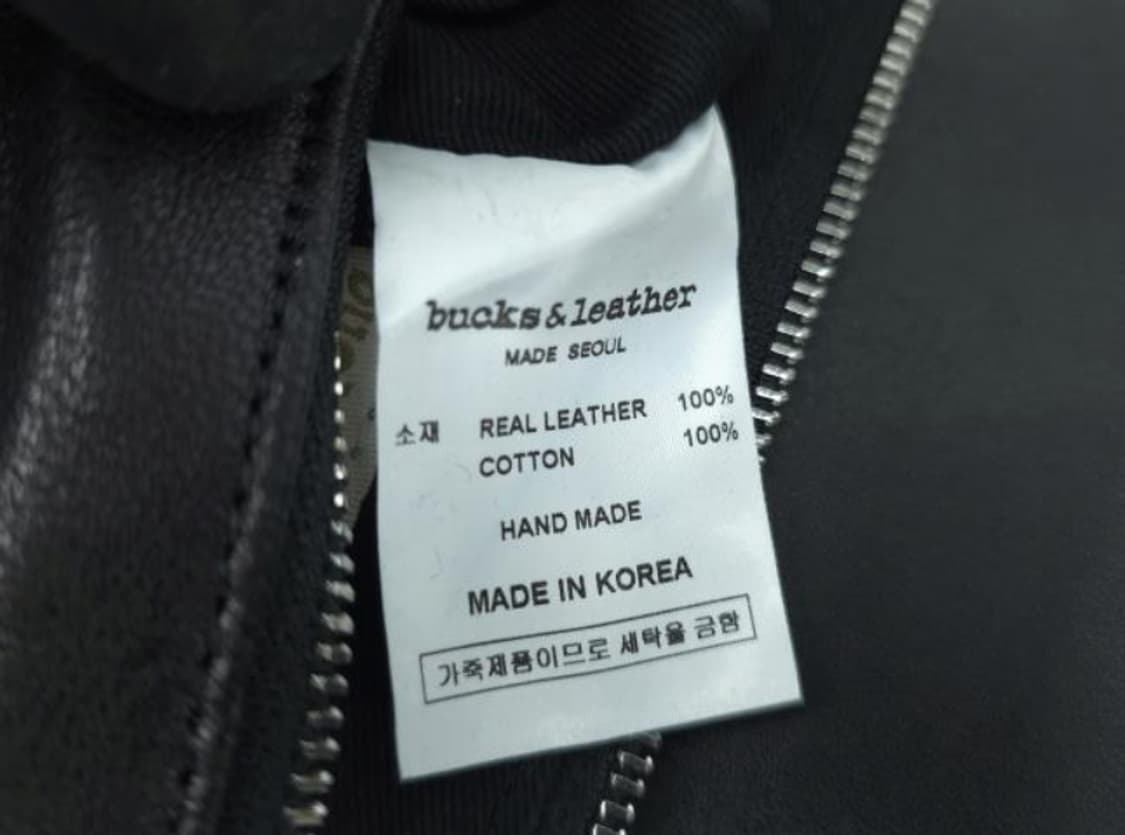 bucks & leather
MADE SEOUL
소재 REAL LEATHER 100%
COTTON 100%
HAND MADE
MADE IN KOREA
가죽제품이므로 세탁을 금함